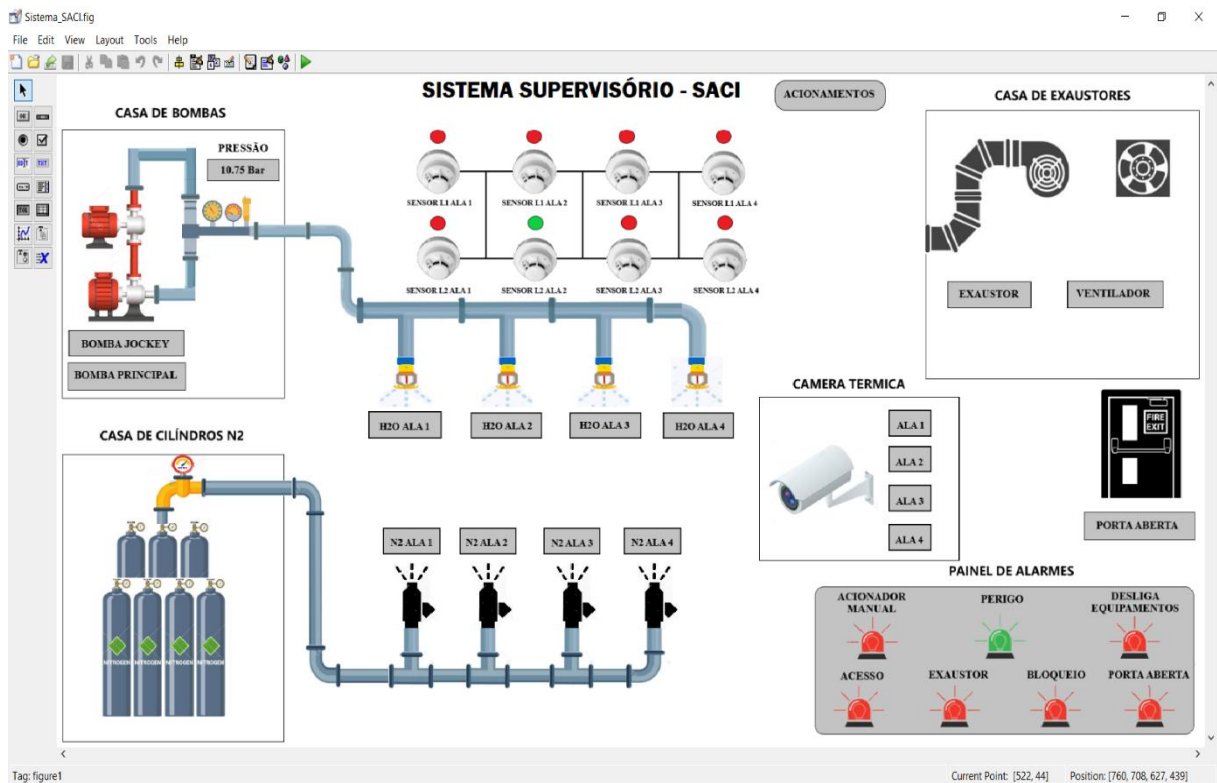 Sistema_SACI.fig
File Edit View Layout Tools Help
SISTEMA SUPERVISÓRIO - SACI
ACIONAMENTOS
CASA DE EXAUSTORES
CASA DE BOMBAS
PRESSÃO
10.75 Bar
SENSOR L1 ALA 1
SENSOR L1 ALA 2
SENSOR L1 ALA 3
SENSOR L1 ALA 4
SENSOR L2 ALA 1
SENSOR L2 ALA 2
SENSOR L2 ALA 3
SENSOR L2 ALA 4
EXAUSTOR
VENTILADOR
BOMBA JOCKEY
BOMBA PRINCIPAL
H2O ALA 1
H2O ALA 2
H2O ALA 3
H2O ALA 4
CAMERA TERMICA
ALA 1
ALA 2
ALA 3
ALA 4
FIRE
EXIT
PORTA ABERTA
CASA DE CILÍNDROS N2
NITROGEN
NITROGEN
NITROGEN
NITROGEN
N2 ALA 1
N2 ALA 2
N2 ALA 3
N2 ALA 4
PAINEL DE ALARMES
ACIONADOR
MANUAL
PERIGO
DESLIGA
EQUIPAMENTOS
ACESSO
EXAUSTOR
BLOQUEIO
PORTA ABERTA
Tag: figure1
Current Point: [522, 44]
Position: [760, 708, 627, 439]